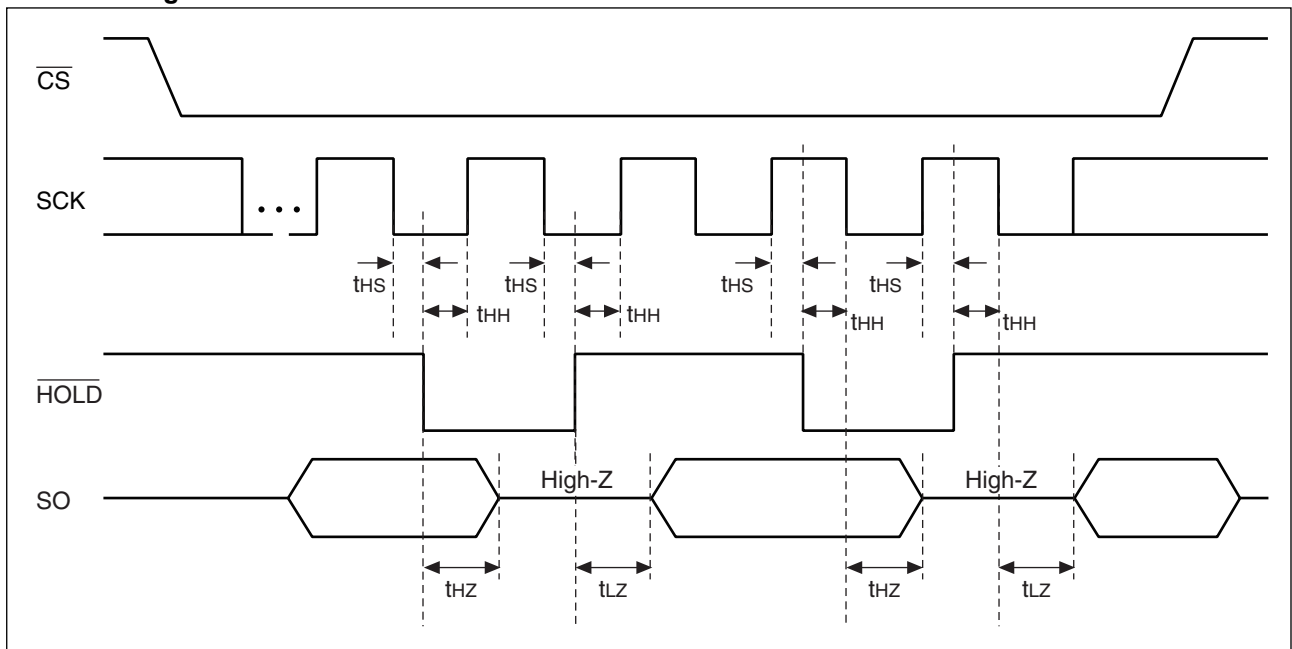 CS
SCK
• • •
tHS
tHS
tHS
tHS
tHH
tHH
tHH
tHH
HOLD
High-Z
High-Z
SO
tHZ
tLZ
tHZ
tLZ